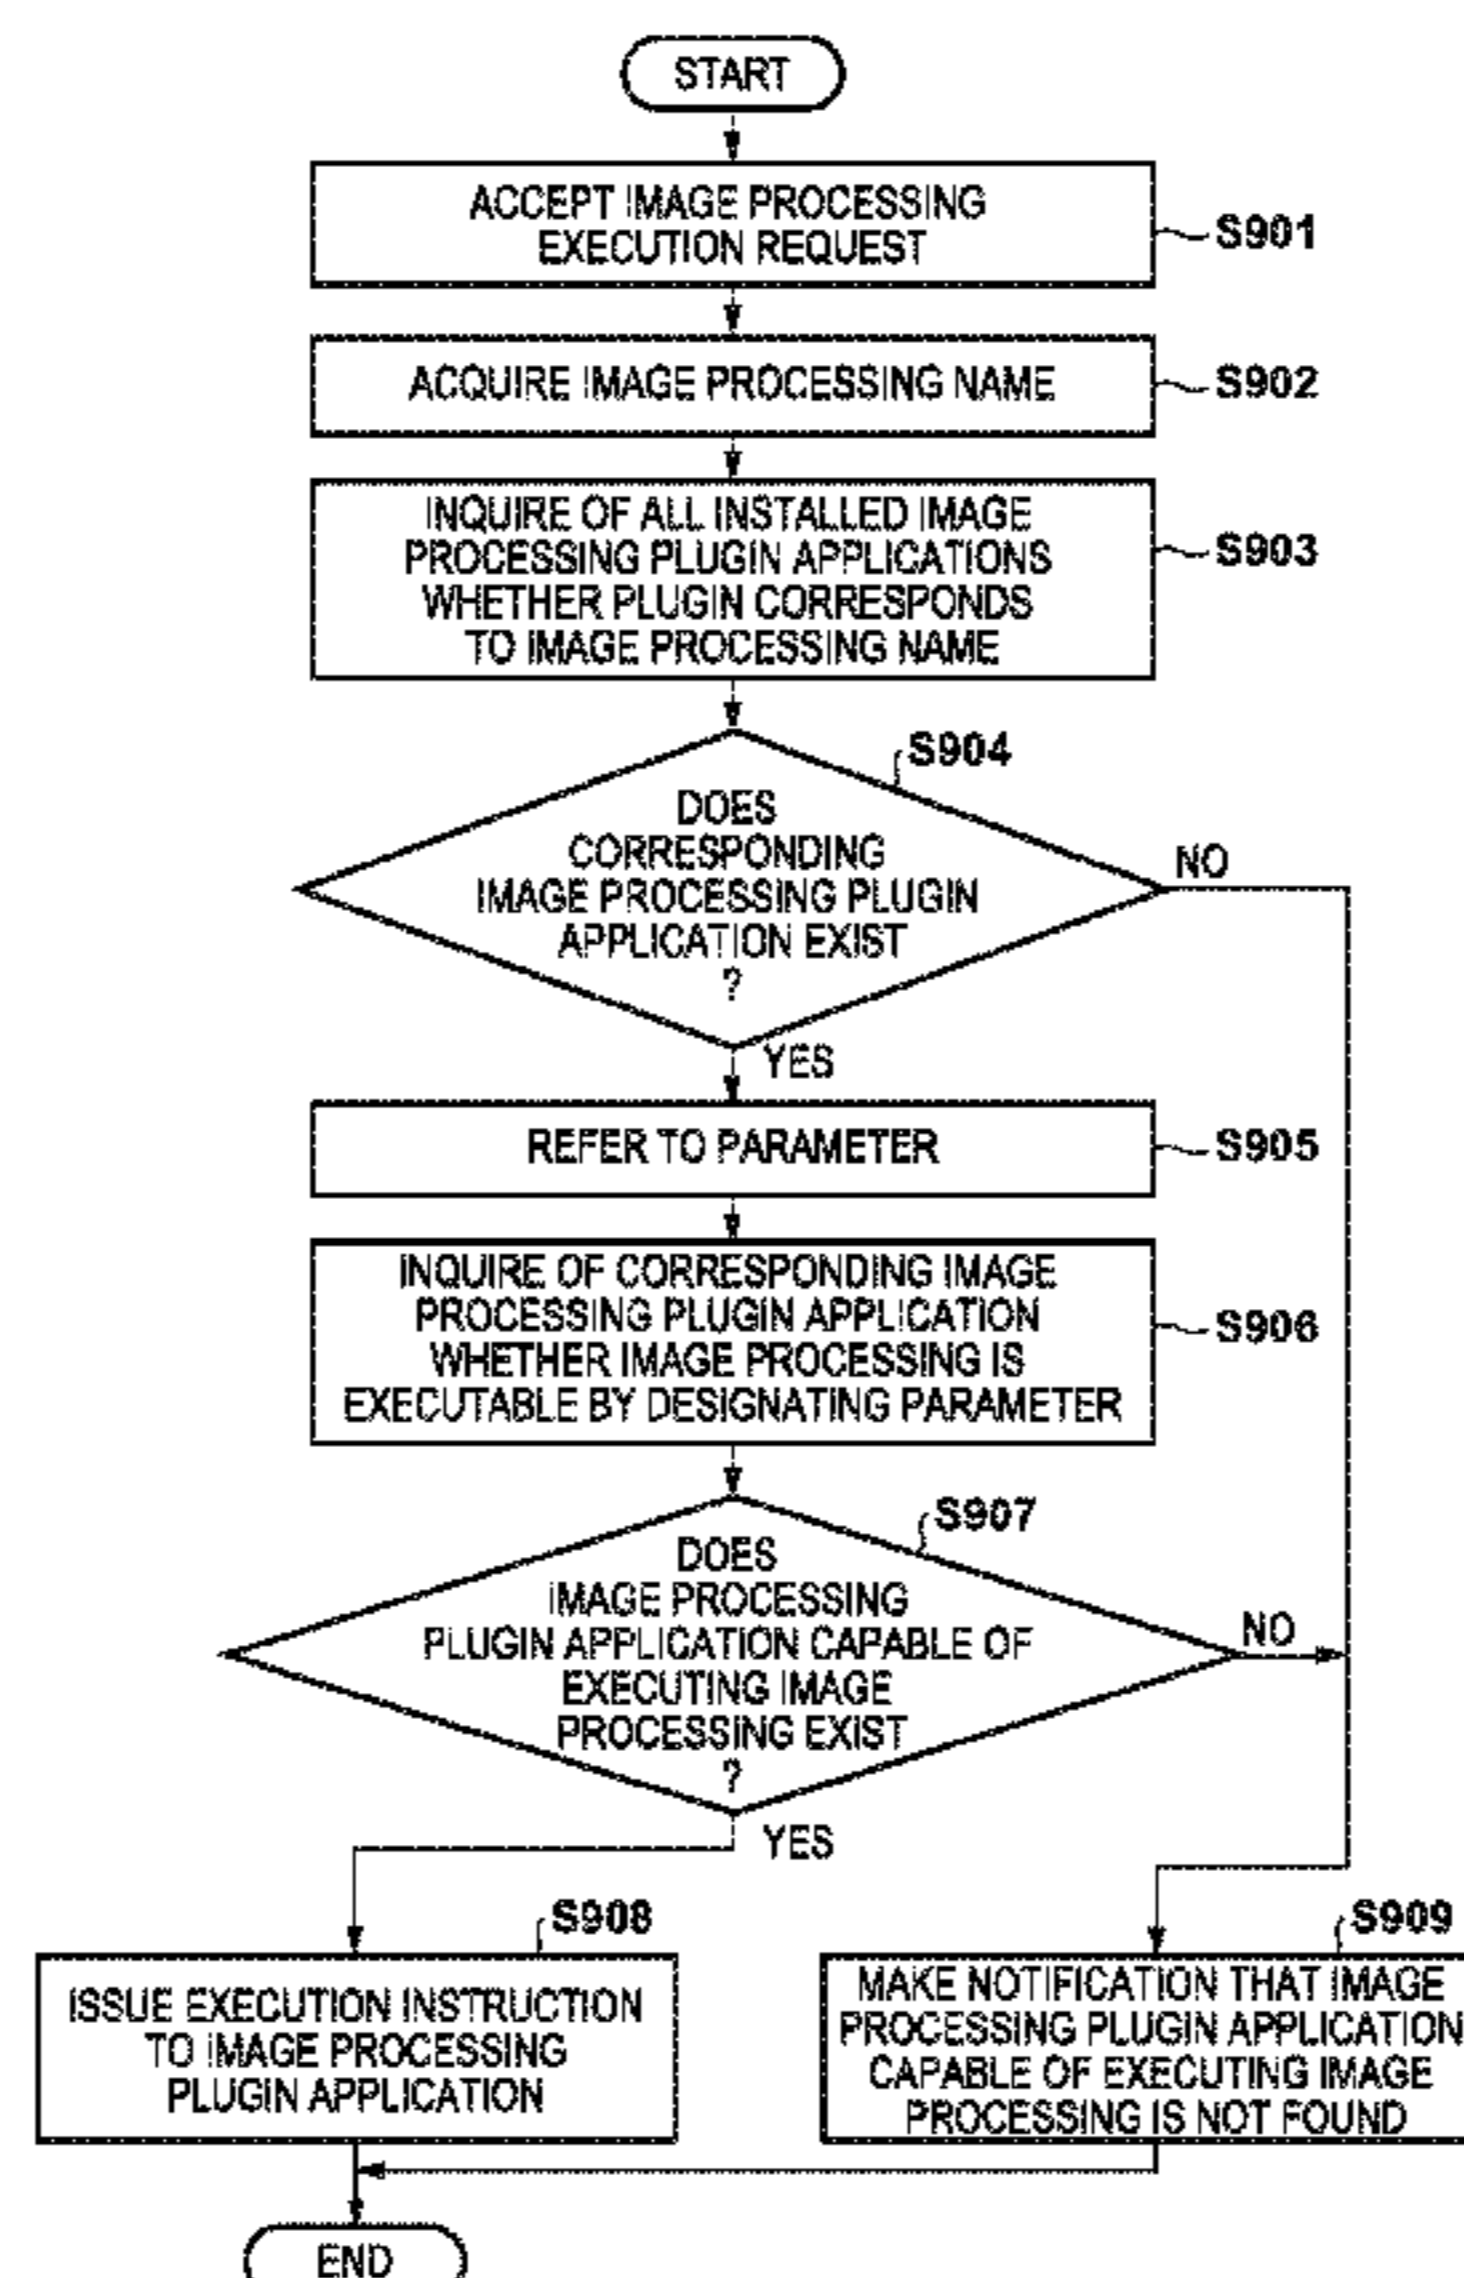 START
ACCEPT IMAGE PROCESSING
EXECUTION REQUEST
S901
ACQUIRE IMAGE PROCESSING NAME
S902
INQUIRE OF ALL INSTALLED IMAGE
PROCESSING PLUGIN APPLICATIONS
WHETHER PLUGIN CORRESPONDS
TO IMAGE PROCESSING NAME
S903
S904
DOES
CORRESPONDING
IMAGE PROCESSING PLUGIN
APPLICATION EXIST
?
NO
YES
REFER TO PARAMETER
S905
INQUIRE OF CORRESPONDING IMAGE
PROCESSING PLUGIN APPLICATION
WHETHER IMAGE PROCESSING IS
EXECUTABLE BY DESIGNATING PARAMETER
S906
S907
DOES
IMAGE PROCESSING
PLUGIN APPLICATION CAPABLE OF
EXECUTING IMAGE
PROCESSING EXIST
?
NO
YES
S908
ISSUE EXECUTION INSTRUCTION
TO IMAGE PROCESSING
PLUGIN APPLICATION
S909
MAKE NOTIFICATION THAT IMAGE
PROCESSING PLUGIN APPLICATION
CAPABLE OF EXECUTING IMAGE
PROCESSING IS NOT FOUND
END